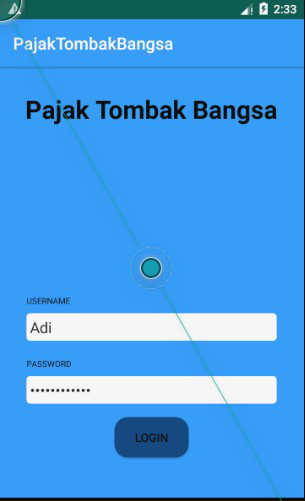 2:33
PajakTombakBangsa
Pajak Tombak Bangsa
USERNAME
Adi
PASSWORD
••••••••••••
LOGIN